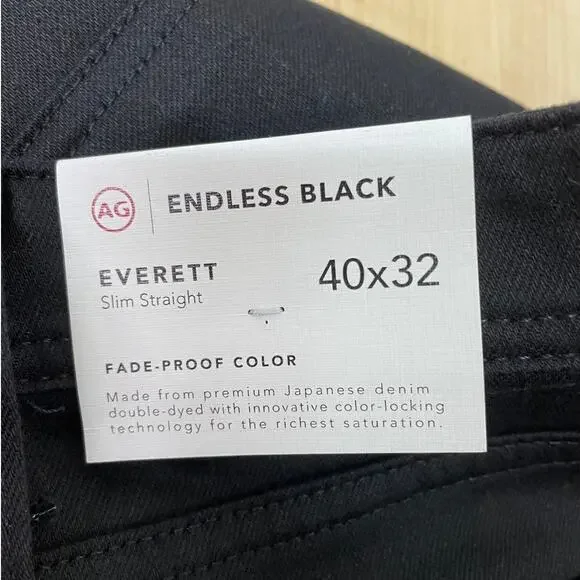 AG
ENDLESS BLACK
EVERETT
Slim Straight
40x32
FADE-PROOF COLOR
Made from premium Japanese denim
double-dyed with innovative color-locking
technology for the richest saturation.